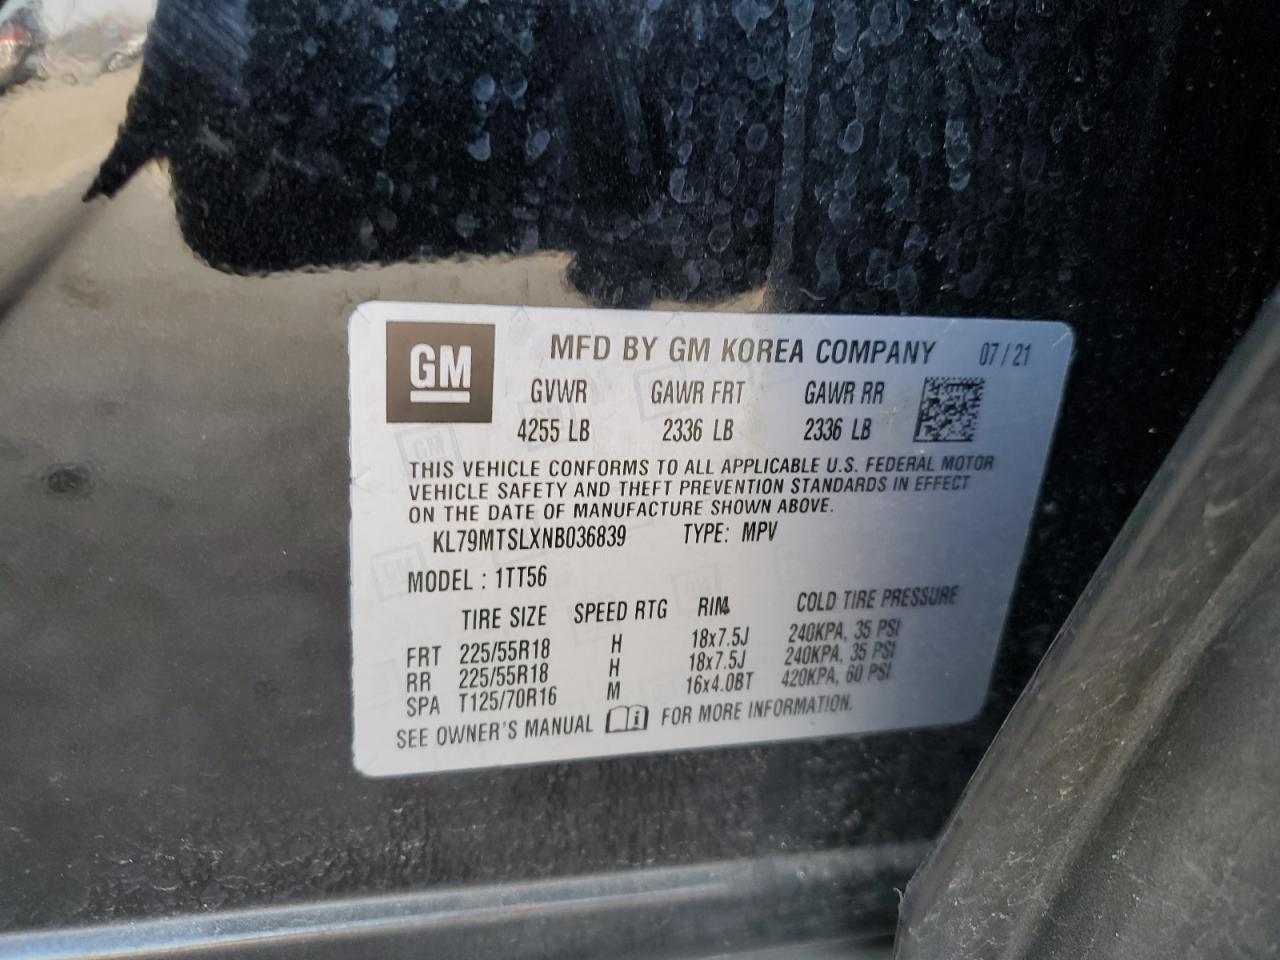 GM MFD BY GM KOREA COMPANY 07/21
GVWR GAWR FRT GAWR RR
4255 LB 2336 LB 2336 LB
THIS VEHICLE CONFORMS TO ALL APPLICABLE U.S. FEDERAL MOTOR
VEHICLE SAFETY AND THEFT PREVENTION STANDARDS IN EFFECT
ON THE DATE OF MANUFACTURE SHOWN ABOVE.
KL79MTSLXNB036839 TYPE: MPV
MODEL : 1TT56
TIRE SIZE SPEED RTG RIM COLD TIRE PRESSURE
FRT 225/55R18 H 18x7.5J 240KPA, 35 PSI
RR 225/55R18 H 18x7.5J 240KPA, 35 PSI
SPA T125/70R16 M 16x4.0BT 420KPA, 60 PSI
SEE OWNER'S MANUAL i FOR MORE INFORMATION.